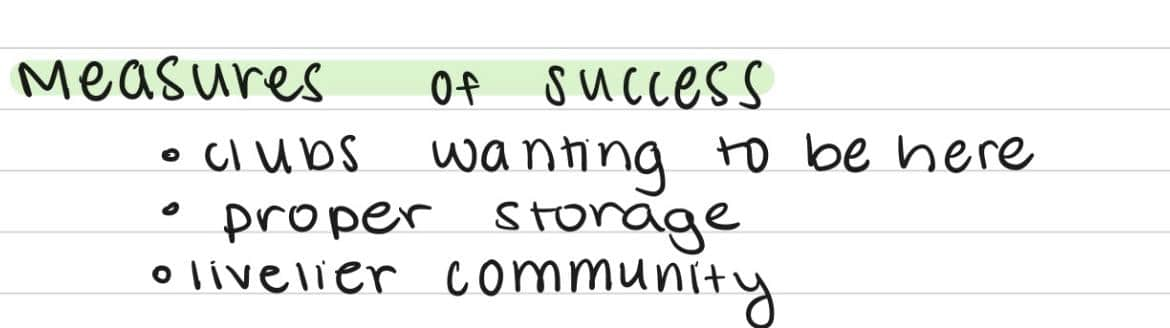 Measures of success
• clubs wanting to be here
• proper storage
• livelier community